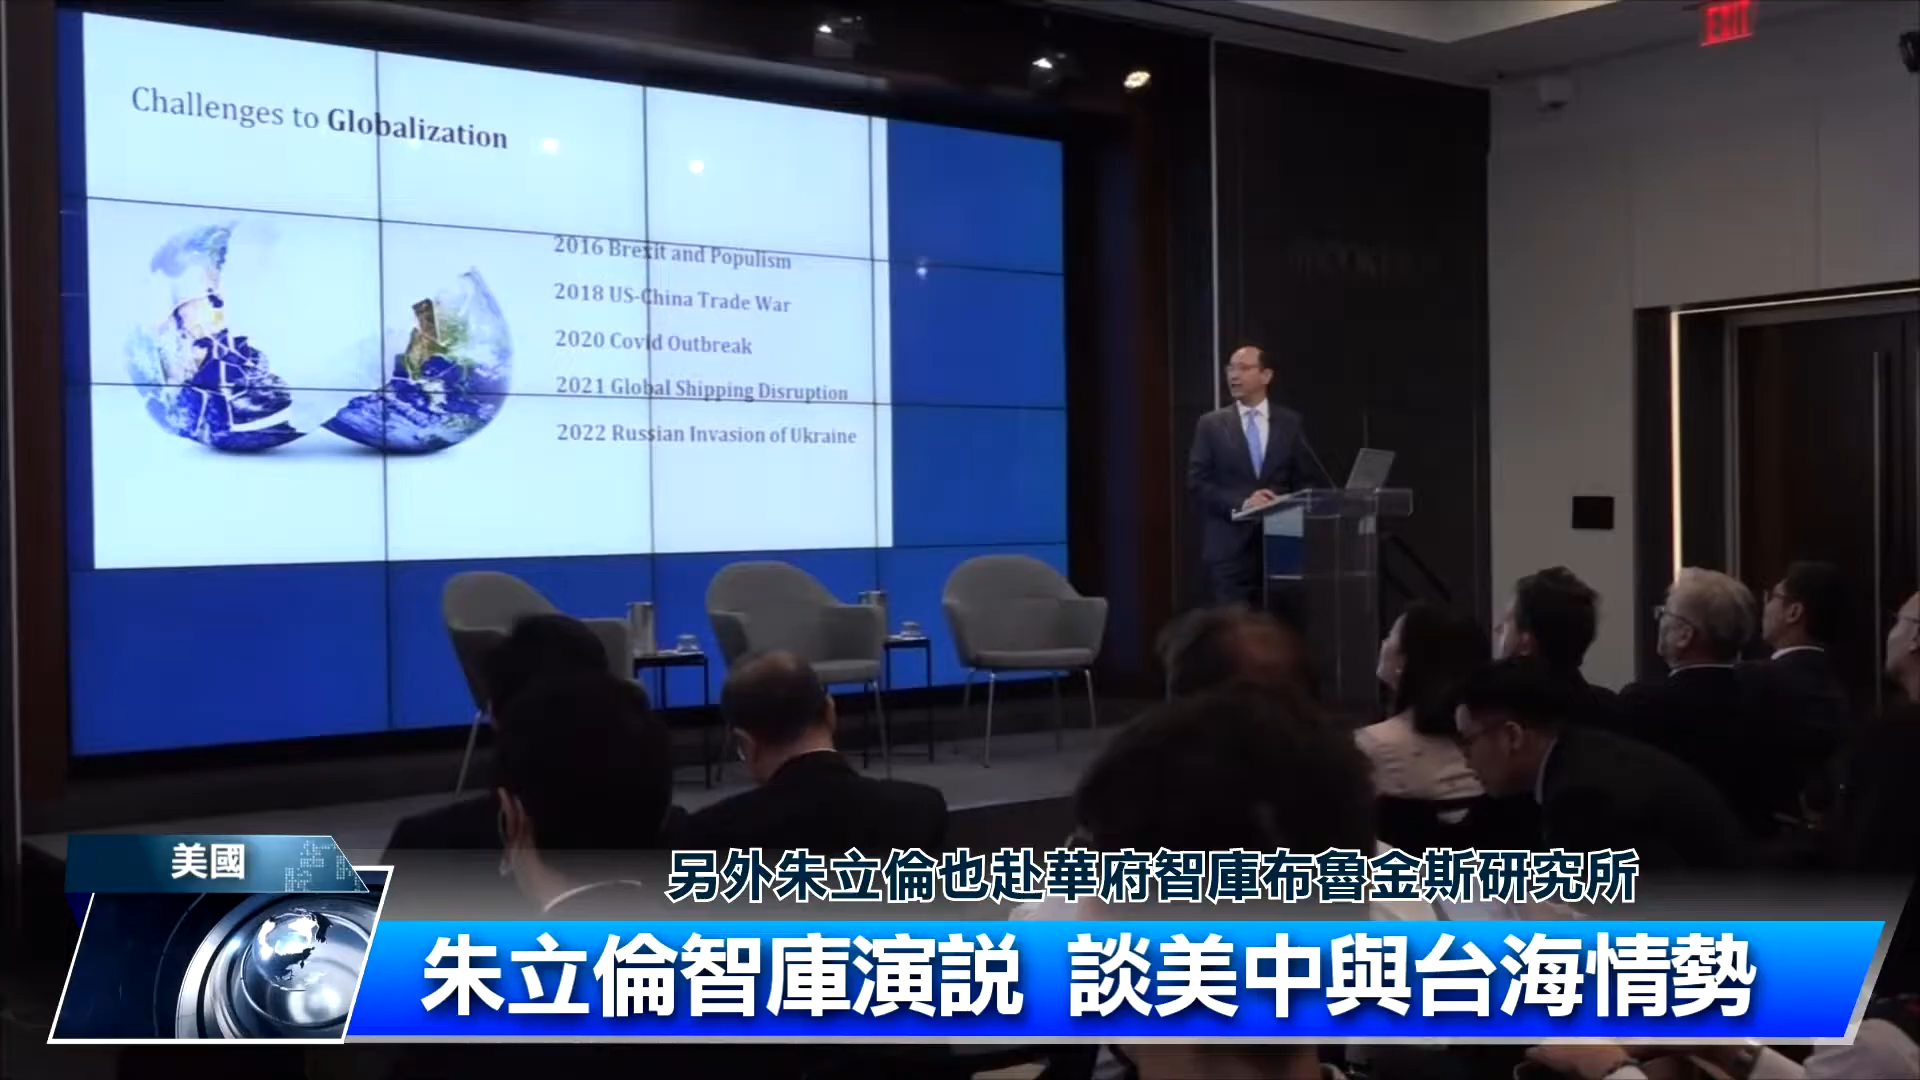 EXIT
Challenges to Globalization
2016 Brexit and Populism
2018 US-China Trade War
2020 Covid Outbreak
2021 Global Shipping Disruption
2022 Russian Invasion of Ukraine
美國
另外朱立倫也赴華府智庫布魯金斯研究所
朱立倫智庫演説 談美中與台海情勢